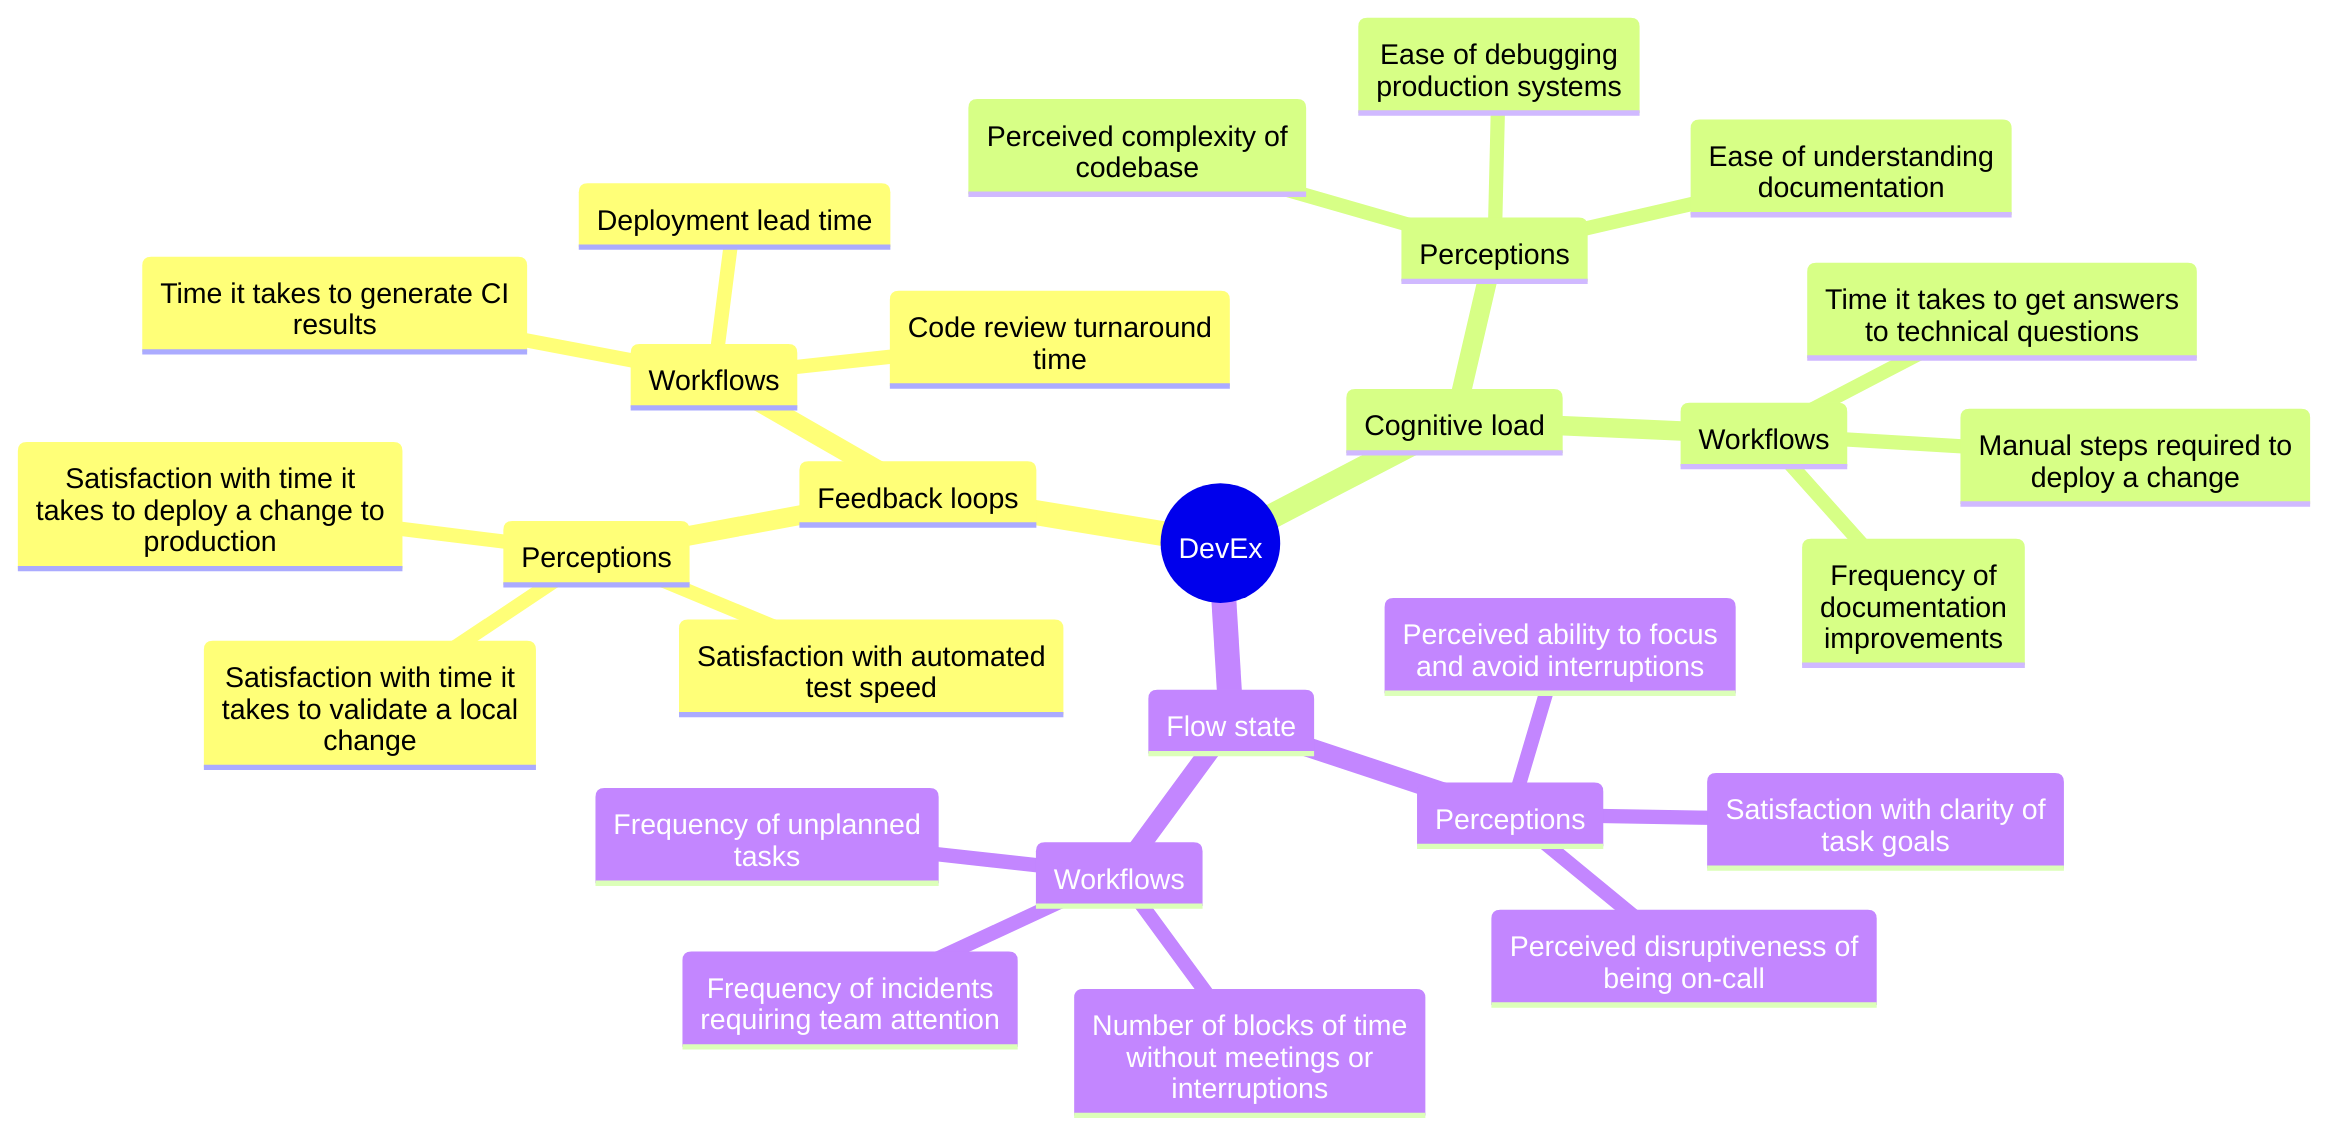 DevEx
Feedback loops
Workflows
Time it takes to generate CI
results
Deployment lead time
Code review turnaround
time
Perceptions
Satisfaction with time it
takes to deploy a change to
production
Satisfaction with time it
takes to validate a local
change
Satisfaction with automated
test speed
Cognitive load
Perceptions
Perceived complexity of
codebase
Ease of debugging
production systems
Ease of understanding
documentation
Workflows
Time it takes to get answers
to technical questions
Manual steps required to
deploy a change
Frequency of
documentation
improvements
Flow state
Perceptions
Perceived ability to focus
and avoid interruptions
Satisfaction with clarity of
task goals
Perceived disruptiveness of
being on-call
Workflows
Frequency of unplanned
tasks
Frequency of incidents
requiring team attention
Number of blocks of time
without meetings or
interruptions